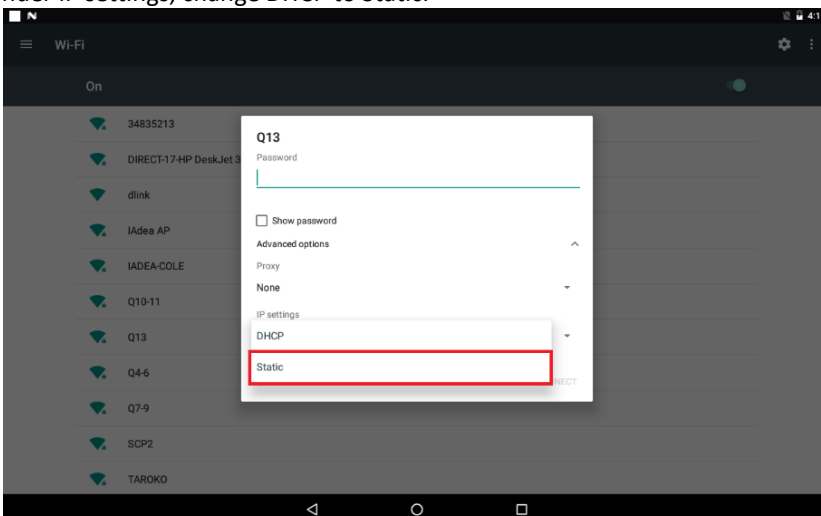 nder IP settings, change DHCP to Static.
4:1
Wi-Fi
On
34835213
DIRECT-17-HP DeskJet 3
dlink
IAdea AP
IADEA-COLE
Q10-11
Q13
Q4-6
Q7-9
SCP2
TAROKO
Q13
Password
Show password
Advanced options
Proxy
None
IP settings
DHCP
Static
NECT